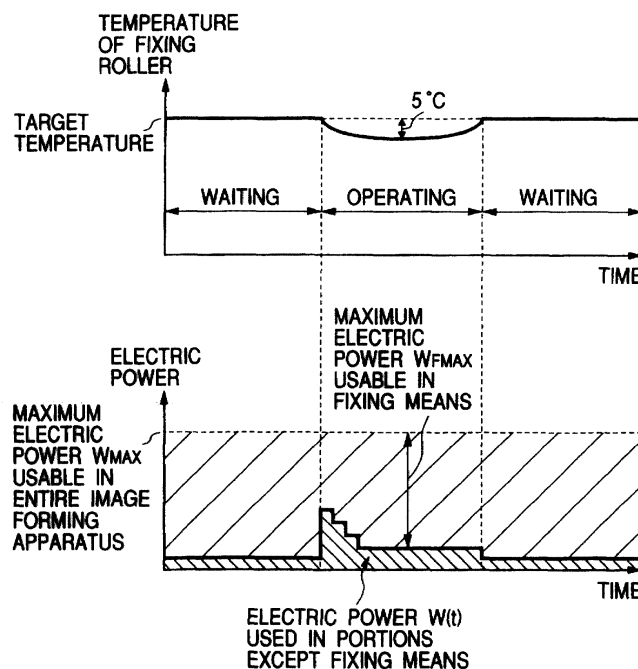 TEMPERATURE
OF FIXING
ROLLER
5°C
TARGET
TEMPERATURE
WAITING
OPERATING
WAITING
TIME
MAXIMUM
ELECTRIC
POWER WFMAX
USABLE IN
FIXING MEANS
ELECTRIC
POWER
MAXIMUM
ELECTRIC
POWER WMAX
USABLE IN
ENTIRE IMAGE
FORMING
APPARATUS
TIME
ELECTRIC POWER W(t)
USED IN PORTIONS
EXCEPT FIXING MEANS